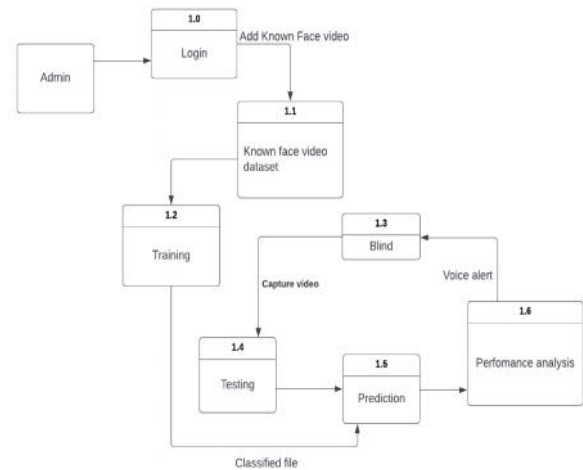 1.0
Login
Add Known Face video
Admin
1.1
Known face video
dataset
1.2
Training
1.3
Blind
Voice alert
Capture video
1.6
Perfomance analysis
1.4
Testing
1.5
Prediction
Classified file